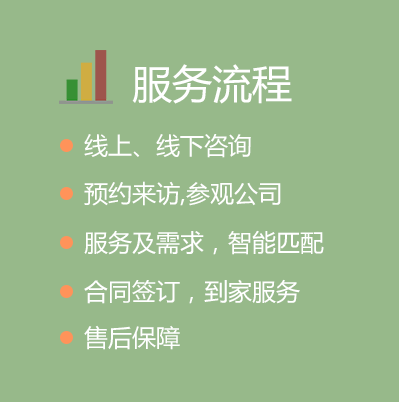 服务流程
线上、线下咨询
预约来访,参观公司
服务及需求，智能匹配
合同签订，到家服务
售后保障